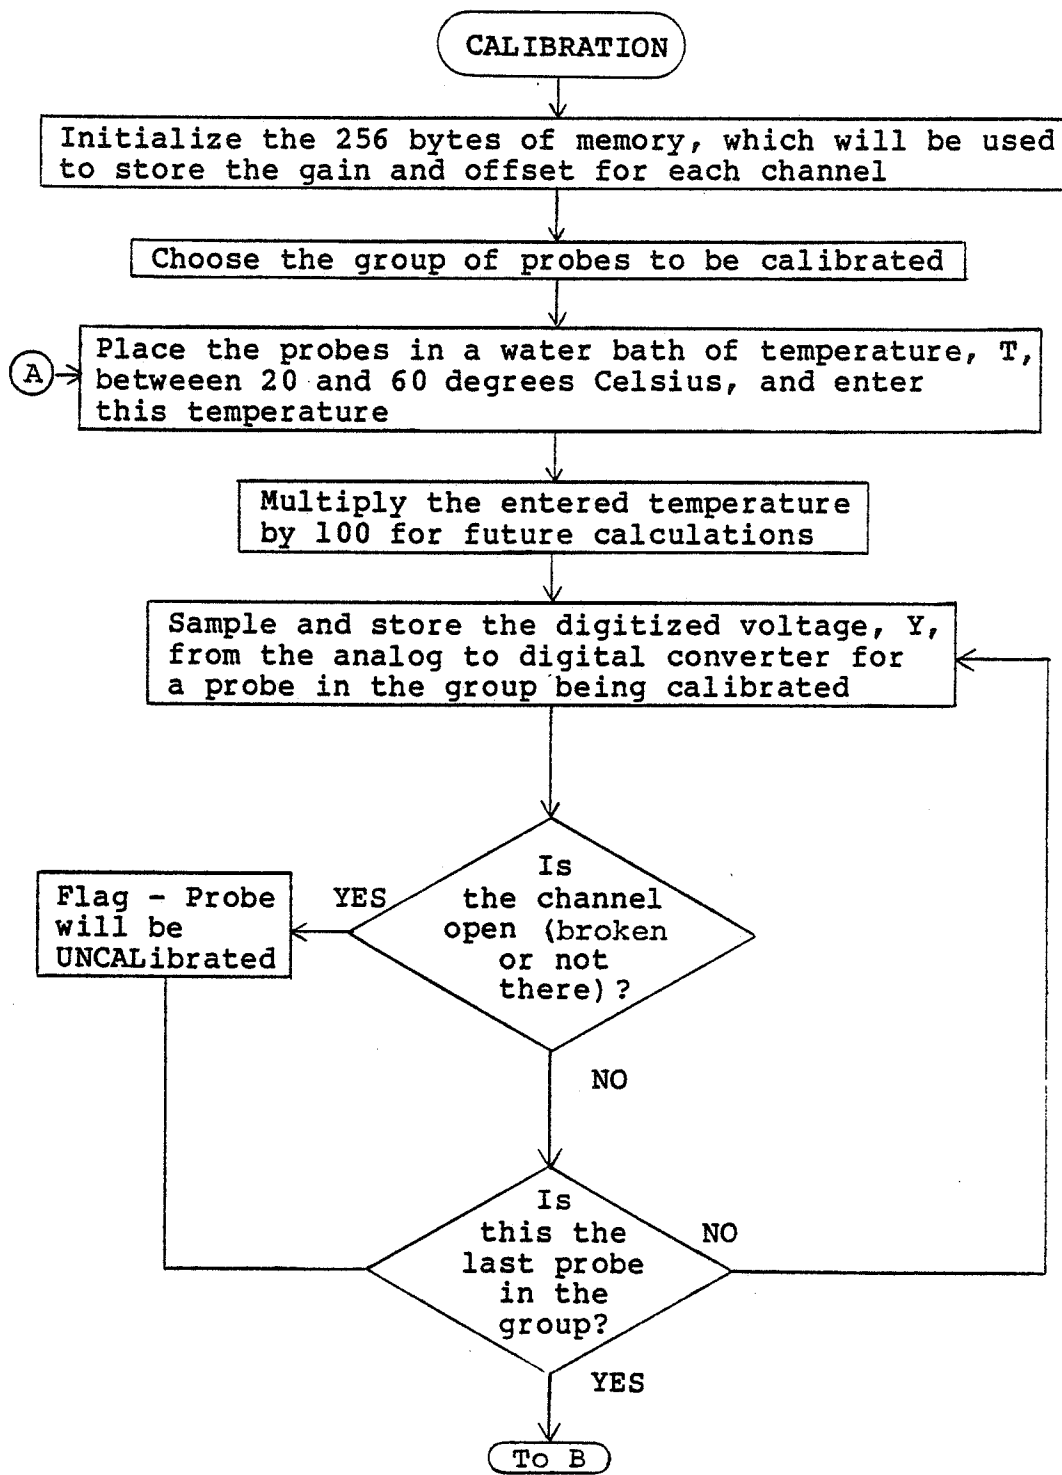 CALIBRATION
Initialize the 256 bytes of memory, which will be used
to store the gain and offset for each channel
Choose the group of probes to be calibrated
A
Place the probes in a water bath of temperature, T,
betweeen 20 and 60 degrees Celsius, and enter
this temperature
Multiply the entered temperature
by 100 for future calculations
Sample and store the digitized voltage, Y,
from the analog to digital converter for
a probe in the group being calibrated
Is
the channel
open (broken
or not
there)?
YES
Flag - Probe
will be
UNCALibrated
NO
Is
this the
last probe
in the
group?
NO
YES
To B